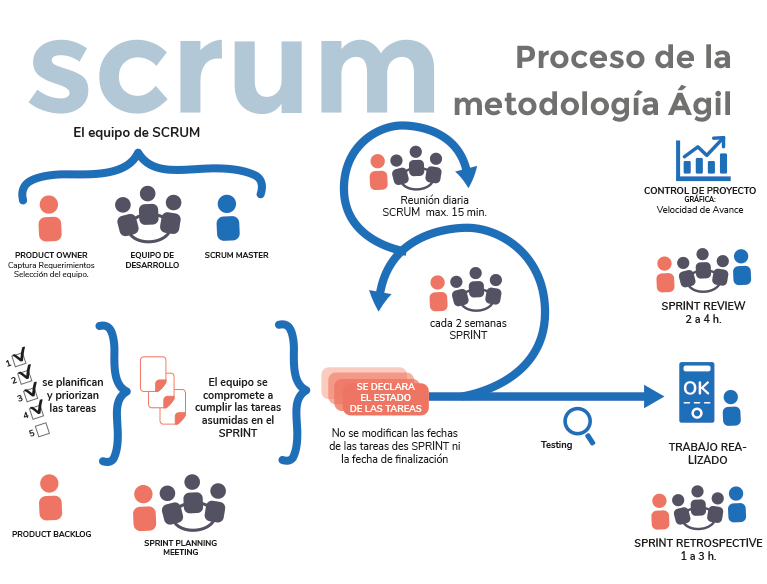 scrum
Proceso de la
metodología Ágil
El equipo de SCRUM
PRODUCT OWNER
Captura Requerimientos
Selección del equipo.
EQUIPO DE
DESARROLLO
SCRUM MASTER
Reunión diaria
SCRUM max. 15 min.
CONTROL DE PROYECTO
GRÁFICA:
Velocidad de Avance
cada 2 semanas
SPRINT
SPRINT REVIEW
2 a 4 h.
1
2
3
4
5
se planifican
y priorizan
las tareas
El equipo se
compromete a
cumplir las tareas
asumidas en el
SPRINT
SE DECLARA
EL ESTADO
DE LAS TAREAS
No se modifican las fechas
de las tareas des SPRINT ni
la fecha de finalización
Testing
OK
TRABAJO REA-
LIZADO
PRODUCT BACKLOG
SPRINT PLANNING
MEETING
SPRINT RETROSPECTIVE
1 a 3 h.